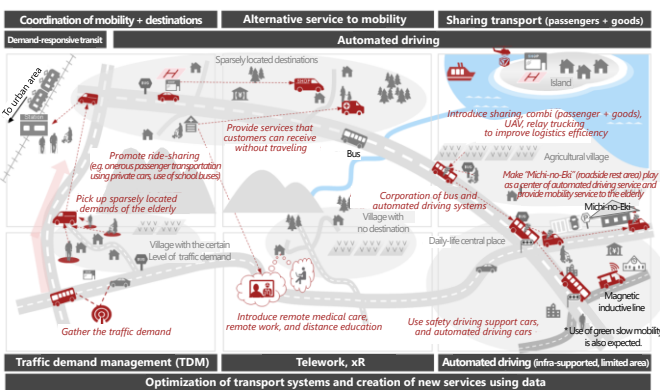 Coordination of mobility + destinations
Alternative service to mobility
Sharing transport (passengers + goods)
Demand-responsive transit
Automated driving
To urban area
Station
Sparsely located destinations
SHOP
Island
Provide services that
customers can receive
without traveling
Introduce sharing, combi (passenger + goods),
UAV, relay trucking
to improve logistics efficiency
Bus
Promote ride-sharing
(e.g. onerous passenger transportation
using private cars, use of school buses)
Agricultural village
Make "Michi-no-Eki" (roadside rest area) play
as a center of automated driving service and
provide mobility service to the elderly
Michi-no-Eki
Pick up sparsely located
demands of the elderly
Corporation of bus and
automated driving systems
Village with
no destination
Daily-life central place
Village with the certain
Level of traffic demand
Magnetic
inductive line
Introduce remote medical care,
remote work, and distance education
Use safety driving support cars,
and automated driving cars
Gather the traffic demand
* Use of green slow mobility
is also expected.
Traffic demand management (TDM)
Telework, xR
Automated driving (infra-supported, limited area)
Optimization of transport systems and creation of new services using data